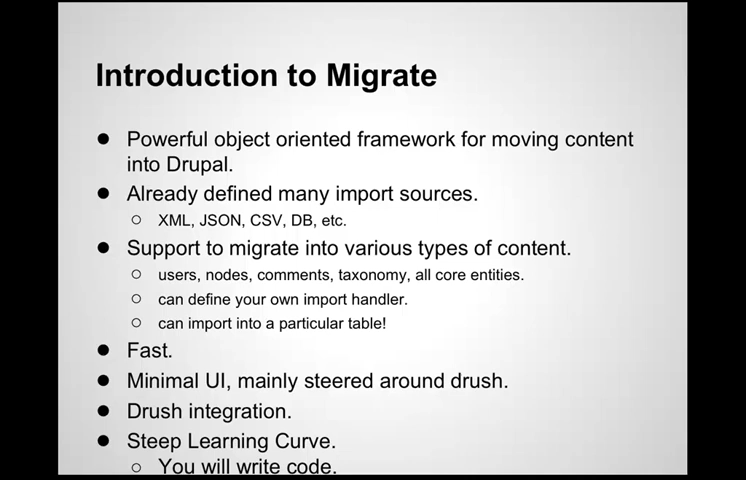 Introduction to Migrate
● Powerful object oriented framework for moving content
into Drupal.
● Already defined many import sources.
○ XML, JSON, CSV, DB, etc.
● Support to migrate into various types of content.
○ users, nodes, comments, taxonomy, all core entities.
○ can define your own import handler.
○ can import into a particular table!
● Fast.
● Minimal UI, mainly steered around drush.
● Drush integration.
● Steep Learning Curve.
○ You will write code.